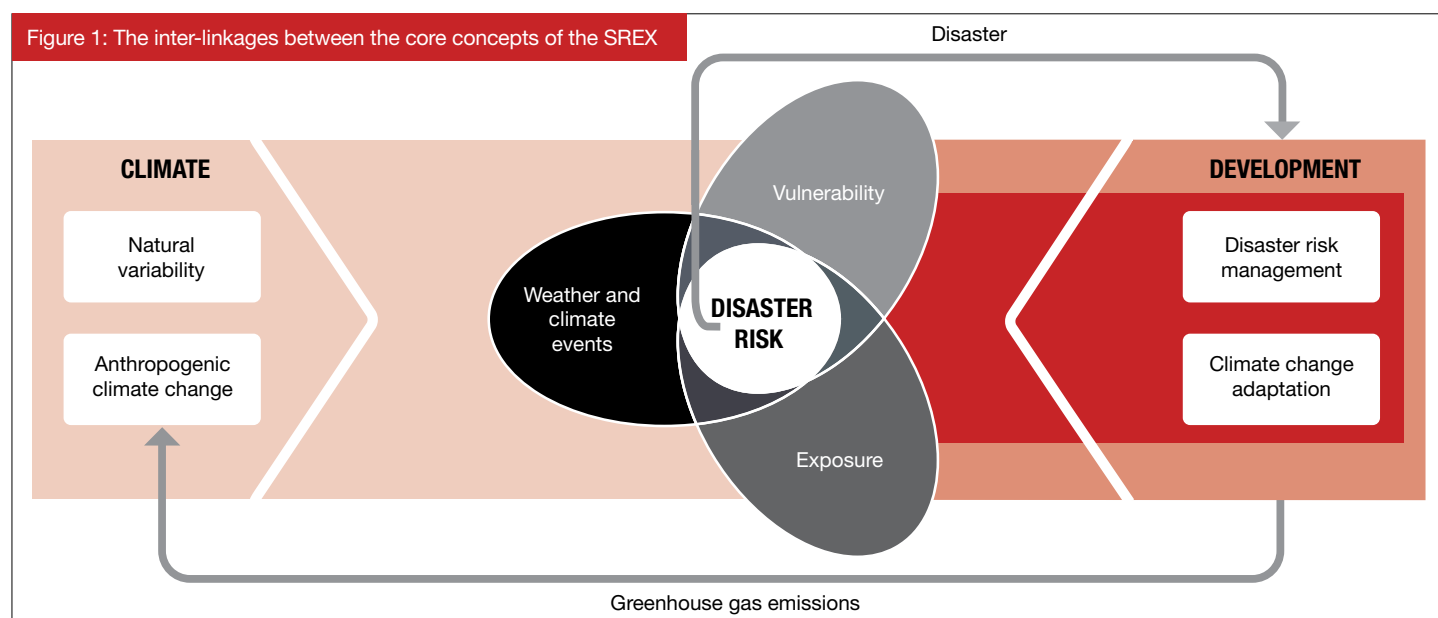 Figure 1: The inter-linkages between the core concepts of the SREX
Disaster
CLIMATE
Natural
variability
Anthropogenic
climate change
Weather and
climate
events
Vulnerability
DISASTER
RISK
Exposure
DEVELOPMENT
Disaster risk
management
Climate change
adaptation
Greenhouse gas emissions